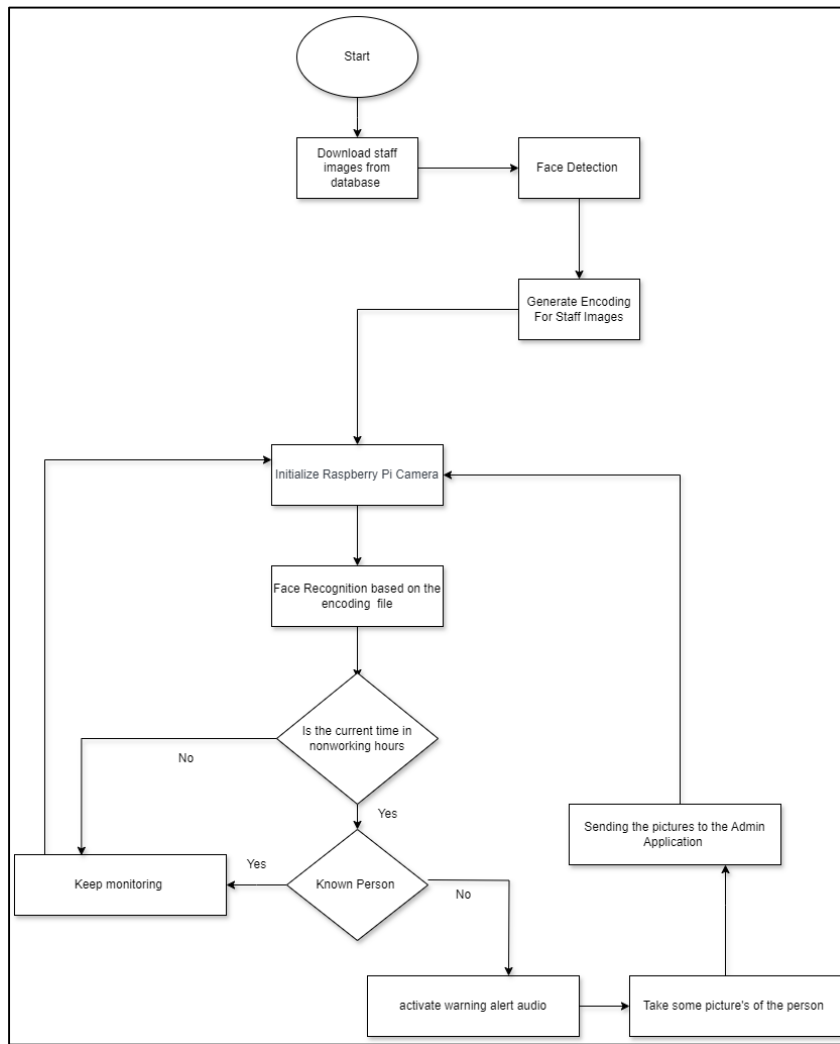 Start
Download staff
images from
database
Face Detection
Generate Encoding
For Staff Images
Initialize Raspberry Pi Camera
Face Recognition based on the
encoding file
Is the current time in
nonworking hours
No
Yes
Sending the pictures to the Admin
Application
Keep monitoring
Yes
Known Person
No
activate warning alert audio
Take some picture's of the person